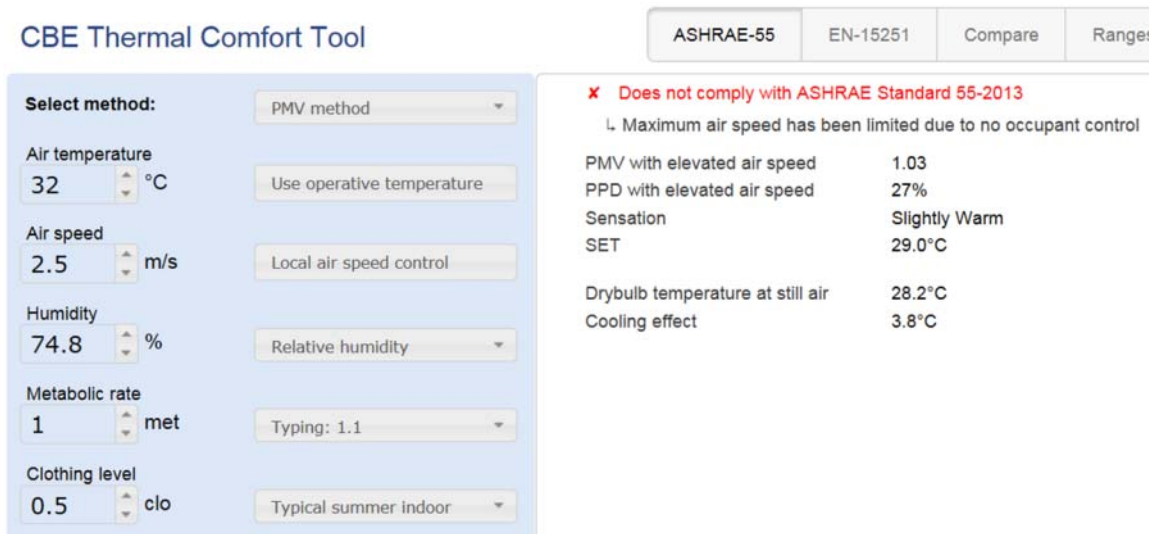 CBE Thermal Comfort Tool
ASHRAE-55
EN-15251
Compare
Ranges
Select method:
PMV method
Air temperature
32 °C
Use operative temperature
Air speed
2.5 m/s
Local air speed control
Humidity
74.8 %
Relative humidity
Metabolic rate
1 met
Typing: 1.1
Clothing level
0.5 clo
Typical summer indoor
✘ Does not comply with ASHRAE Standard 55-2013
↳ Maximum air speed has been limited due to no occupant control
PMV with elevated air speed 1.03
PPD with elevated air speed 27%
Sensation Slightly Warm
SET 29.0°C
Drybulb temperature at still air 28.2°C
Cooling effect 3.8°C